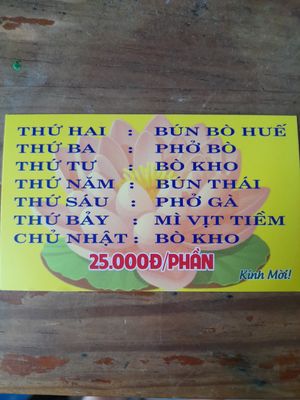 THỨ HAI : BÚN BÒ HUẾ
THỨ BA : PHỞ BÒ
THỨ TƯ : BÒ KHO
THỨ NĂM : BÚN THÁI
THỨ SÁU : PHỞ GÀ
THỨ BẢY : MÌ VỊT TIỀM
CHỦ NHẬT : BÒ KHO
25.000Đ/PHẦN
Kính Mời!